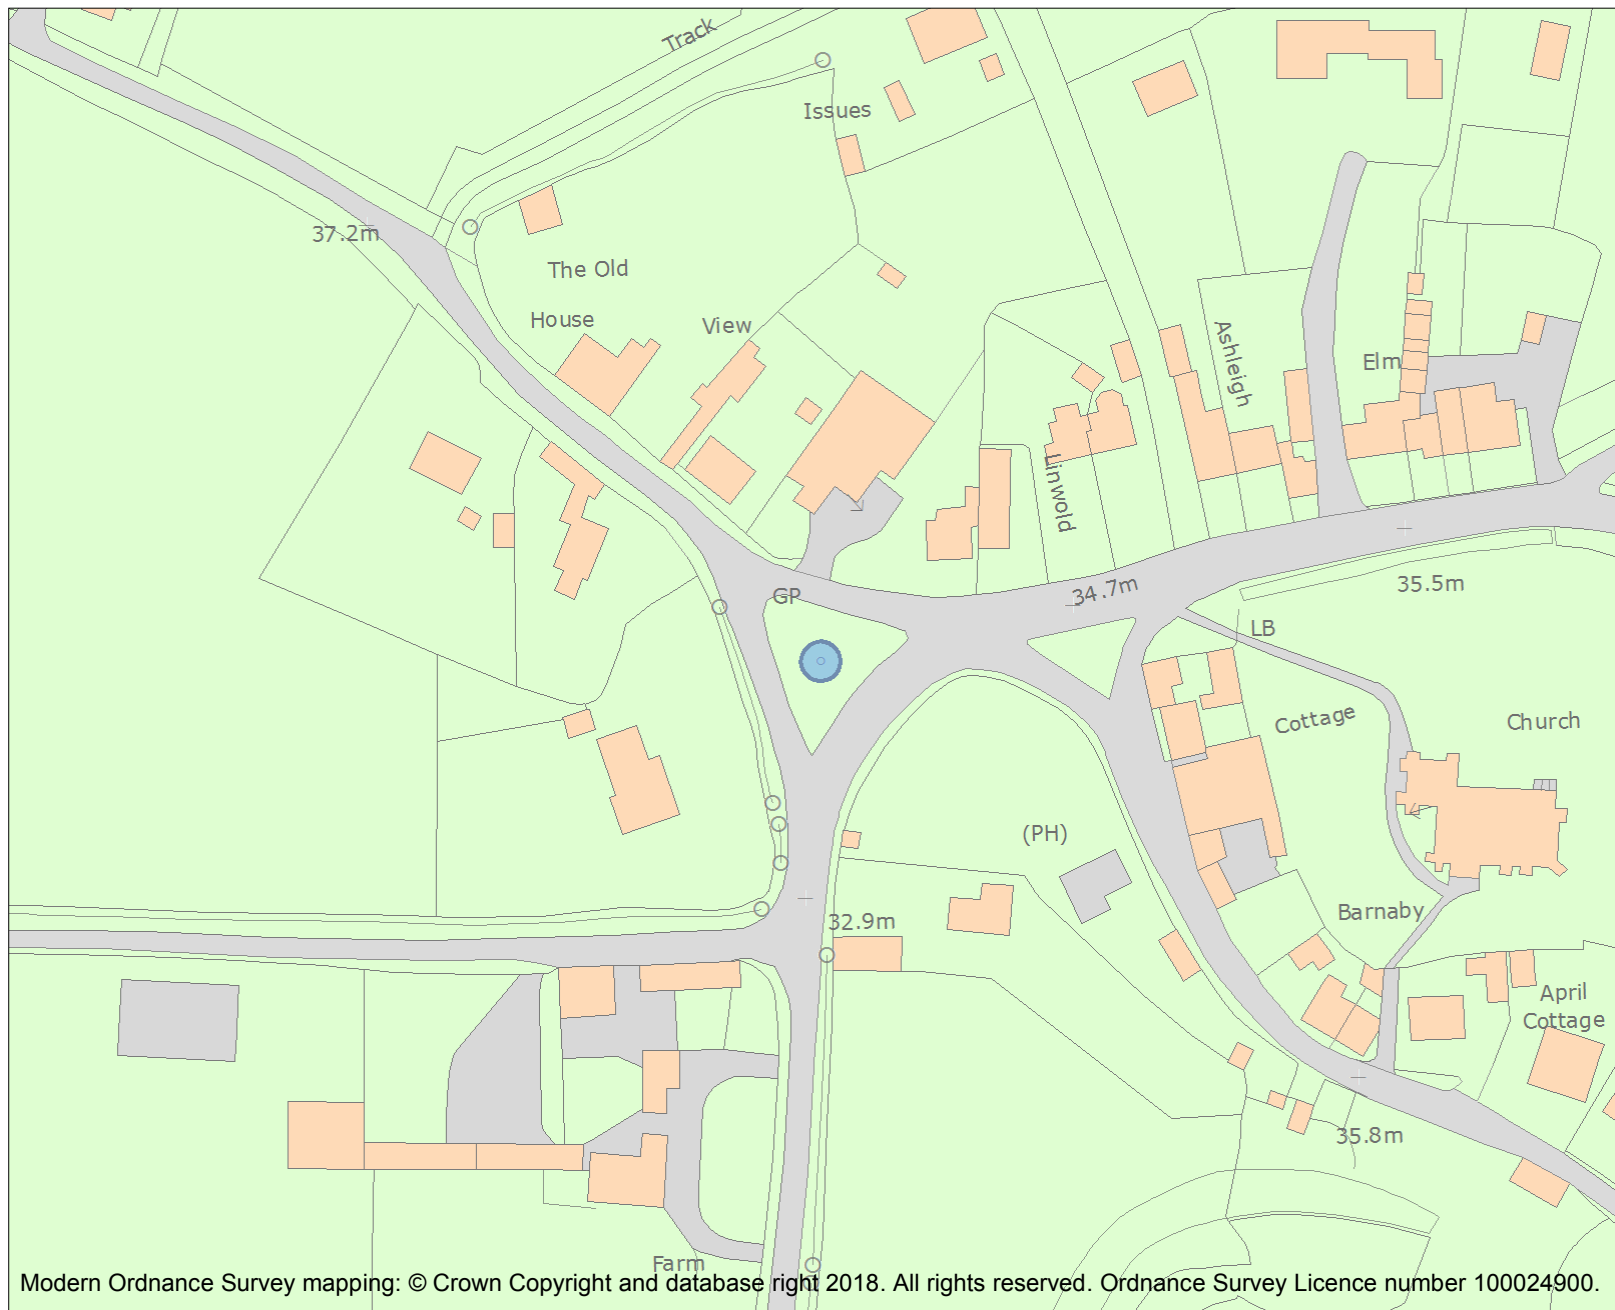 Track
Issues
37.2m
The Old
House
View
Ashleigh
Elm
Linwold
GP
34.7m
35.5m
LB
Cottage
Church
(PH)
32.9m
Barnaby
April
Cottage
35.8m
Farm
Modern Ordnance Survey mapping: © Crown Copyright and database right 2018. All rights reserved. Ordnance Survey Licence number 100024900.